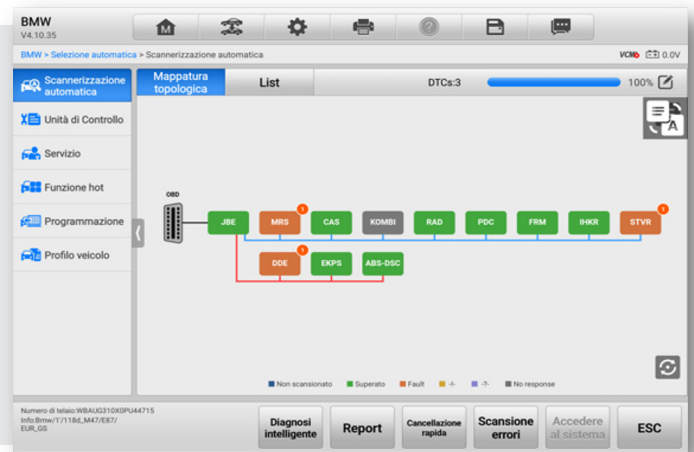 BMW
V4.10.35
BMW > Selezione automatica > Scannerizzazione automatica
VCMI 0.0V
Scannerizzazione
automatica
Unità di Controllo
Servizio
Funzione hot
Programmazione
Profilo veicolo
Mappatura
topologica
List
DTCs:3
100%
A
OBD
JBE
MRS
1
CAS
KOMBI
RAD
PDC
FRM
IHKR
STVR
1
DDE
1
EKPS
ABS-DSC
Non scansionato
Superato
Fault
-!-
-?-
No response
Numero di telaio:WBAUG310X0PU44715
Info:Bmw/1'/118d_M47/E87/
EUR_GS
Diagnosi
intelligente
Report
Cancellazione
rapida
Scansione
errori
Accedere
al sistema
ESC